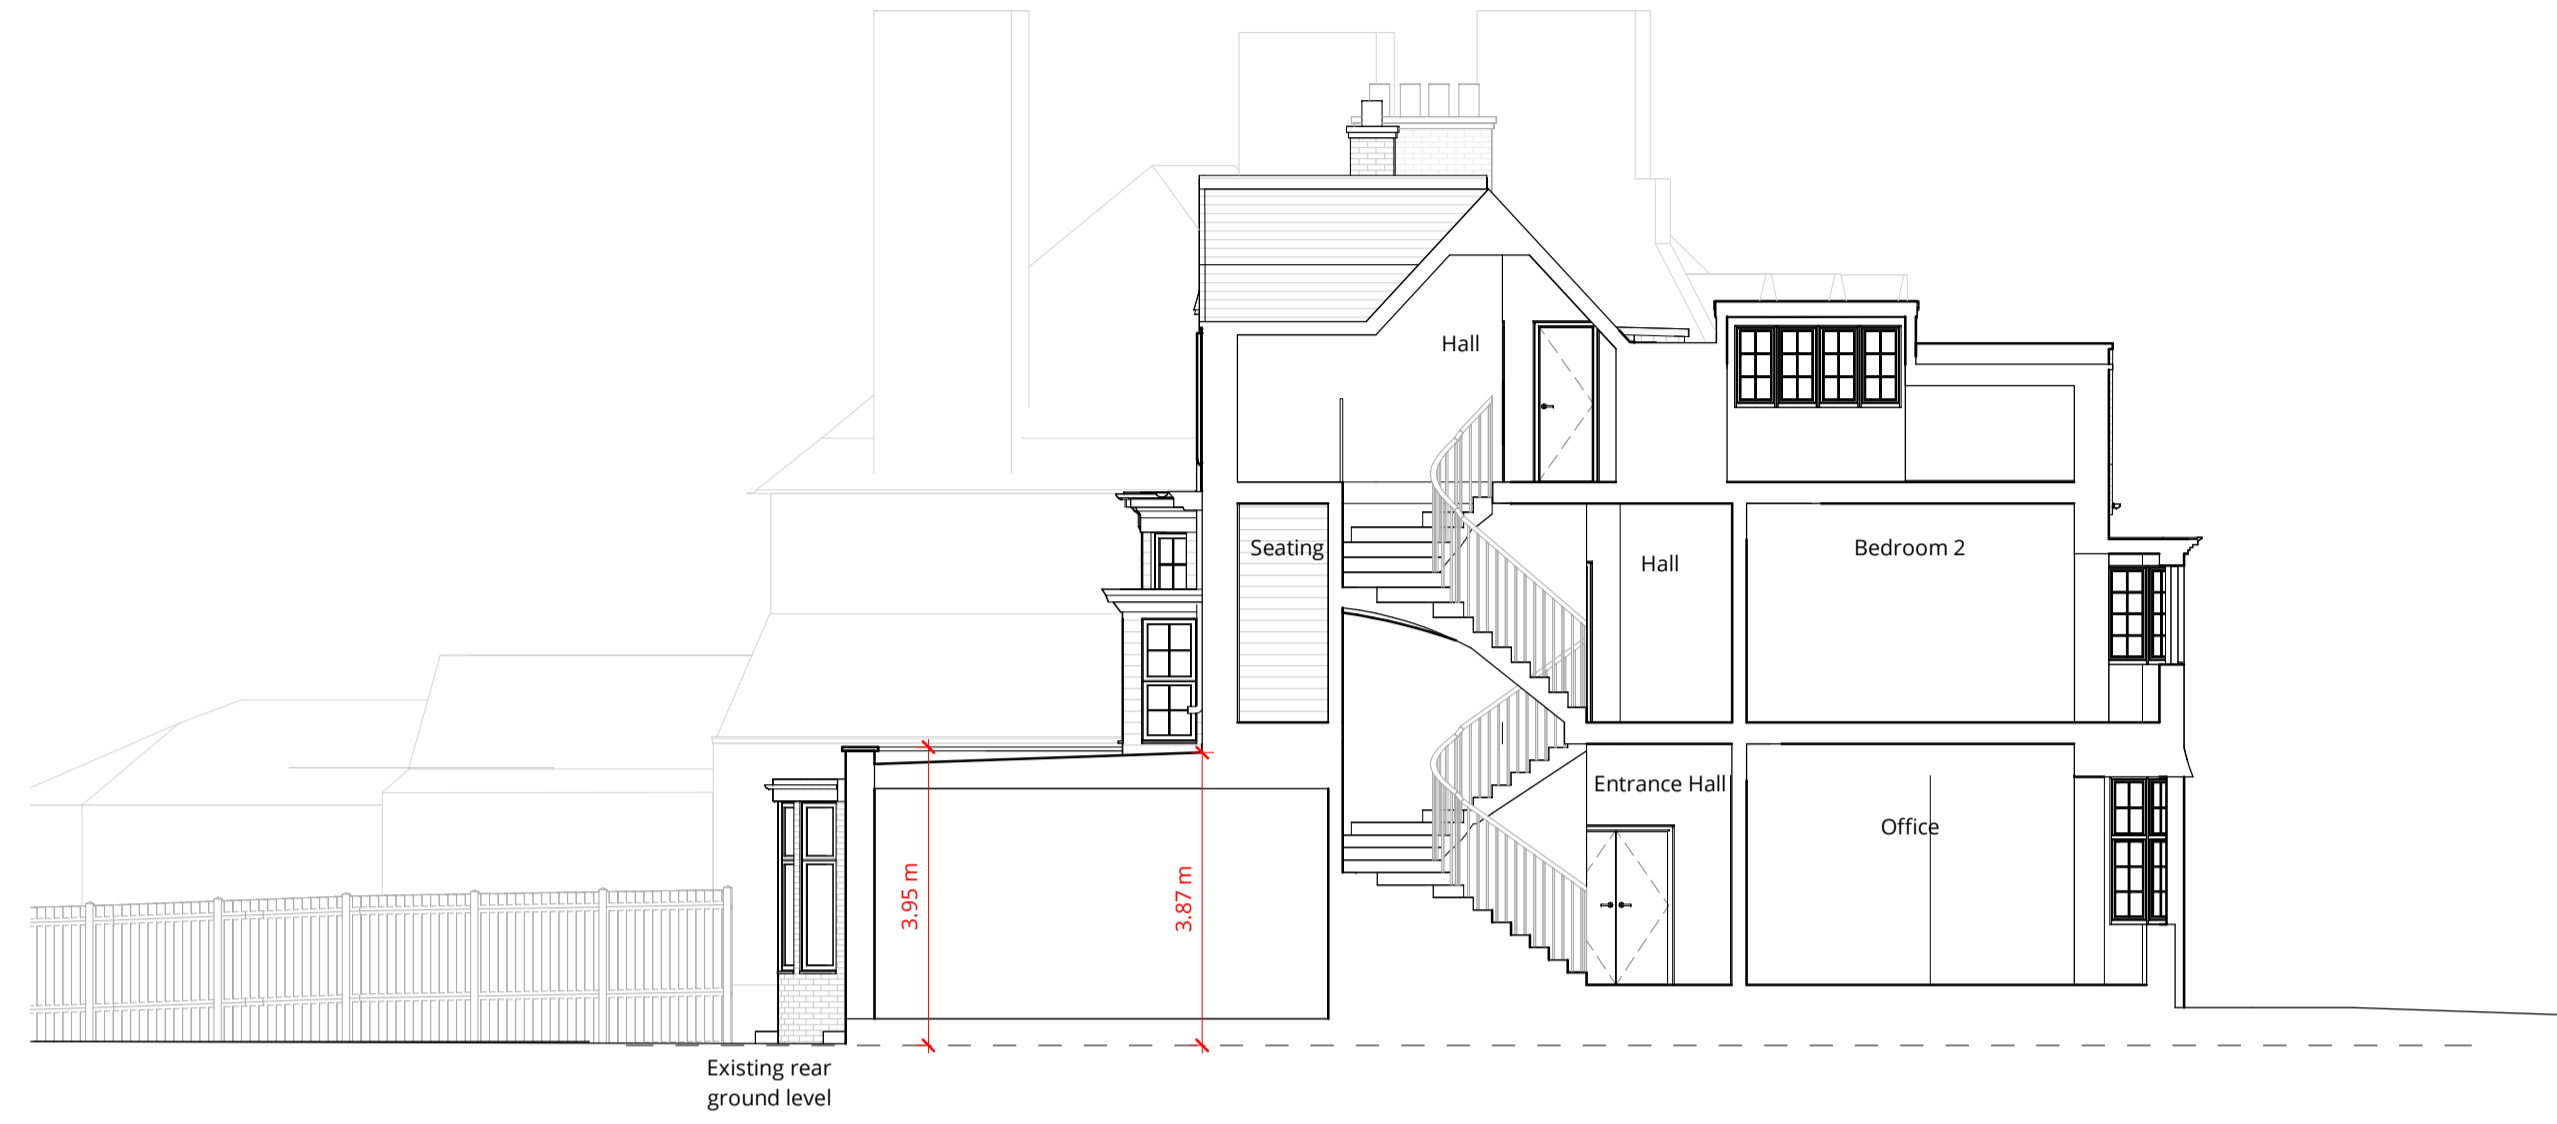 Hall
Seating
Hall
Bedroom 2
Entrance Hall
Office
3.95 m
3.87 m
Existing rear
ground level